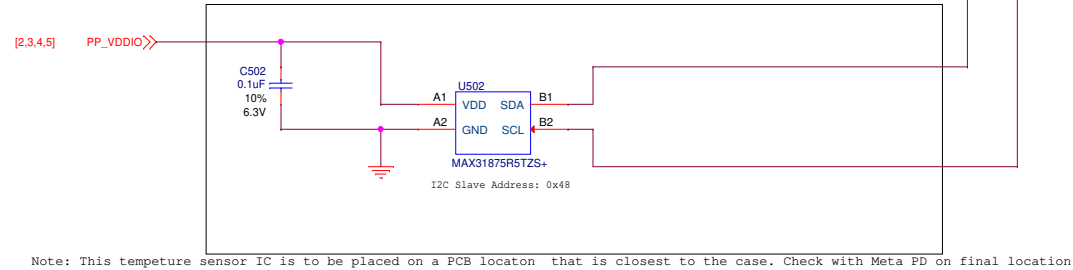 [2,3,4,5] PP_VDDIO
C502
0.1uF
10%
6.3V
U502
A1 VDD SDA B1
A2 GND SCL B2
MAX31875R5TZS+
I2C Slave Address: 0x48
Note: This tempeture sensor IC is to be placed on a PCB locaton that is closest to the case. Check with Meta PD on final location